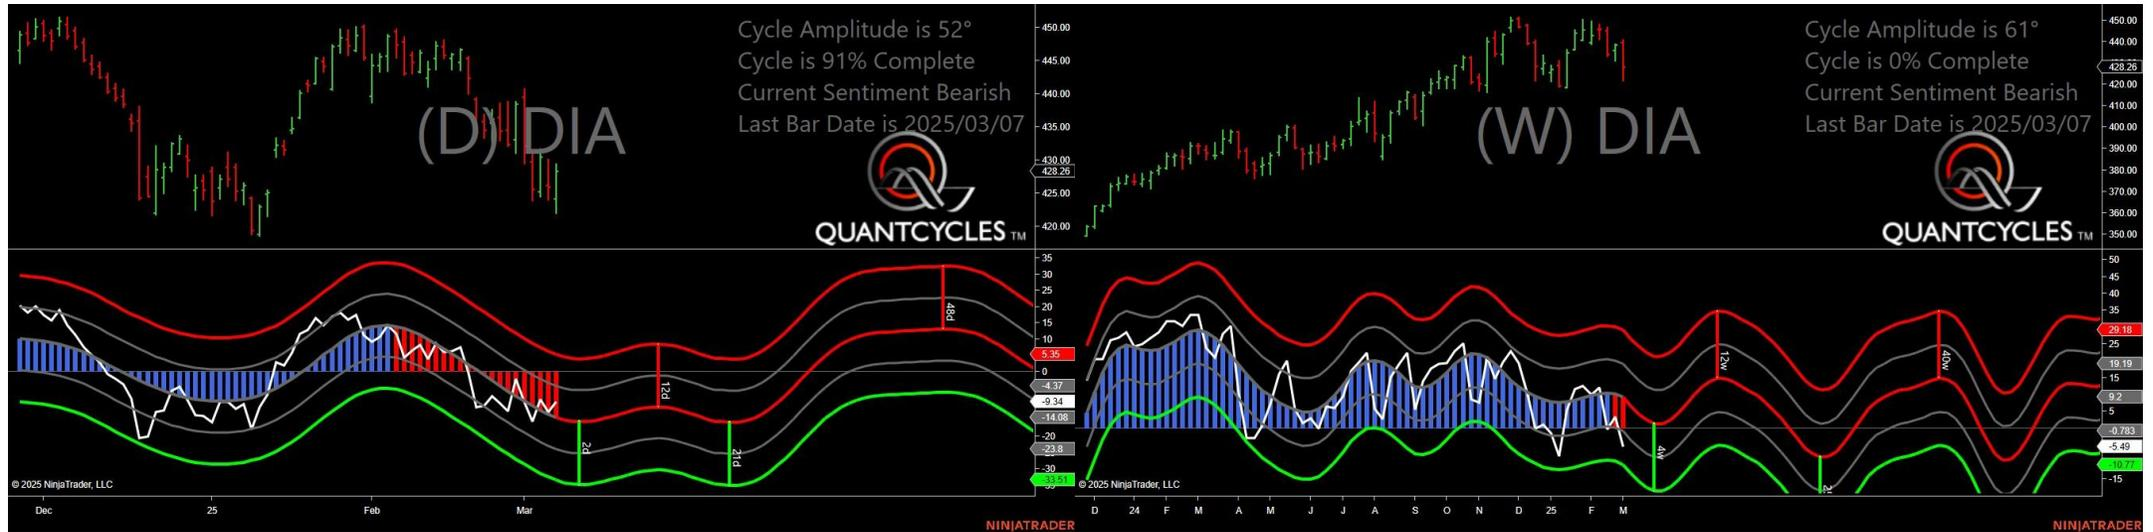 Cycle Amplitude is 52°
Cycle is 91% Complete
Current Sentiment Bearish
Last Bar Date is 2025/03/07
(D) DIA
QUANTCYCLES TM
450.00
445.00
440.00
435.00
430.00
428.26
425.00
420.00
35
30
25
20
15
10
5.35
0
-4.37
-9.34
-14.08
-20
-23.8
-30
-33.51
48d
12d
2d
21d
© 2025 NinjaTrader, LLC
Dec
25
Feb
Mar
NINJATRADER
Cycle Amplitude is 61°
Cycle is 0% Complete
Current Sentiment Bearish
Last Bar Date is 2025/03/07
(W) DIA
QUANTCYCLES TM
450.00
440.00
428.26
420.00
410.00
400.00
390.00
380.00
370.00
360.00
350.00
50
45
40
35
29.18
25
19.19
15
9.2
5
-0.783
-5.49
-10.77
-15
12w
40w
4w
© 2025 NinjaTrader, LLC
D
24
F
M
A
M
J
J
A
S
O
N
D
25
F
M
NINJATRADER